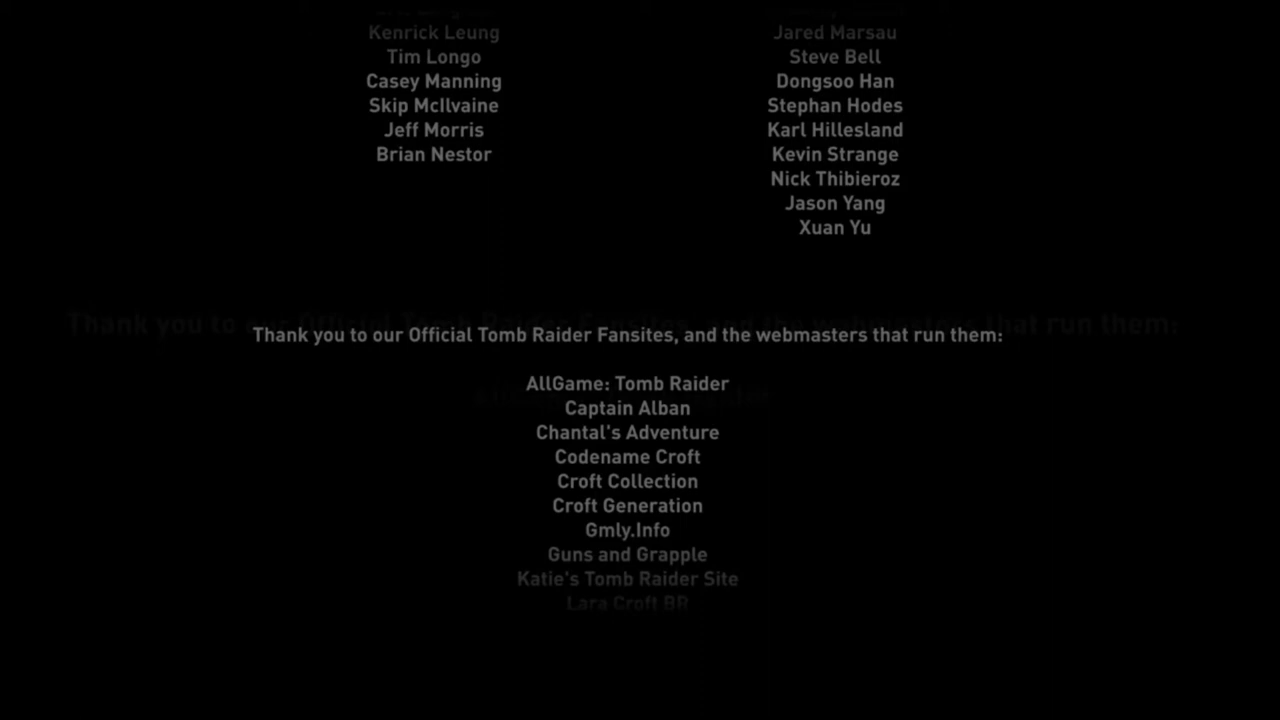 Kenrick Leung
Tim Longo
Casey Manning
Skip McIlvaine
Jeff Morris
Brian Nestor
Jared Marsau
Steve Bell
Dongsoo Han
Stephan Hodes
Karl Hillesland
Kevin Strange
Nick Thibieroz
Jason Yang
Xuan Yu
Thank you to our Official Tomb Raider Fansites, and the webmasters that run them:
AllGame: Tomb Raider
Captain Alban
Chantal's Adventure
Codename Croft
Croft Collection
Croft Generation
Gmly.Info
Guns and Grapple
Katie's Tomb Raider Site
Lara Croft BR